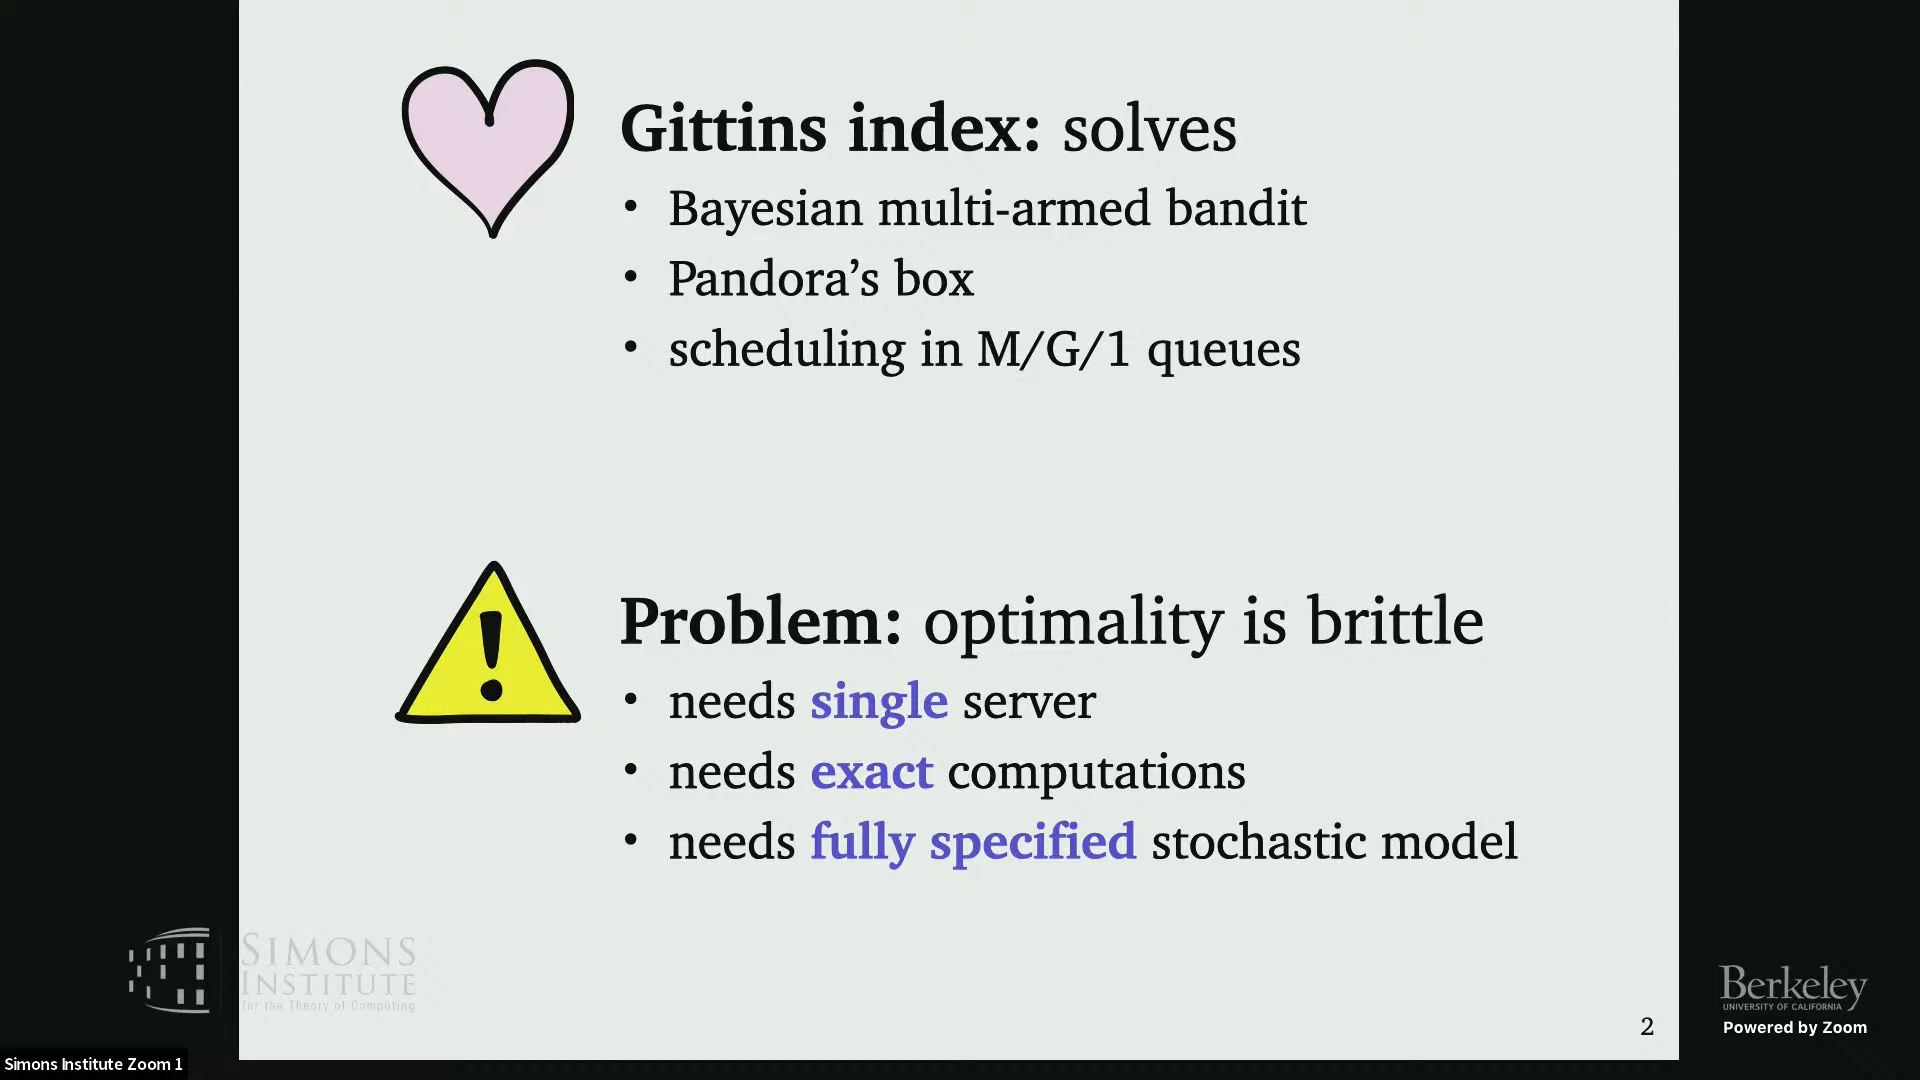 Gittins index: solves
• Bayesian multi-armed bandit
• Pandora’s box
• scheduling in M/G/1 queues
Problem: optimality is brittle
• needs single server
• needs exact computations
• needs fully specified stochastic model
SIMONS
INSTITUTE
for the Theory of Computing
Berkeley
UNIVERSITY OF CALIFORNIA
Powered by Zoom
2
Simons Institute Zoom 1